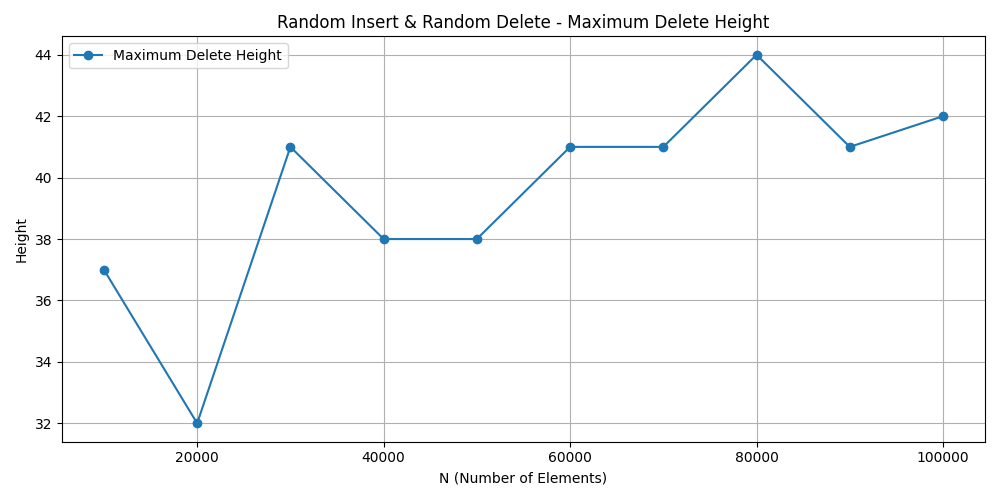 Random Insert & Random Delete - Maximum Delete Height
Maximum Delete Height
44
42
40
38
36
34
32
Height
20000 40000 60000 80000 100000
N (Number of Elements)